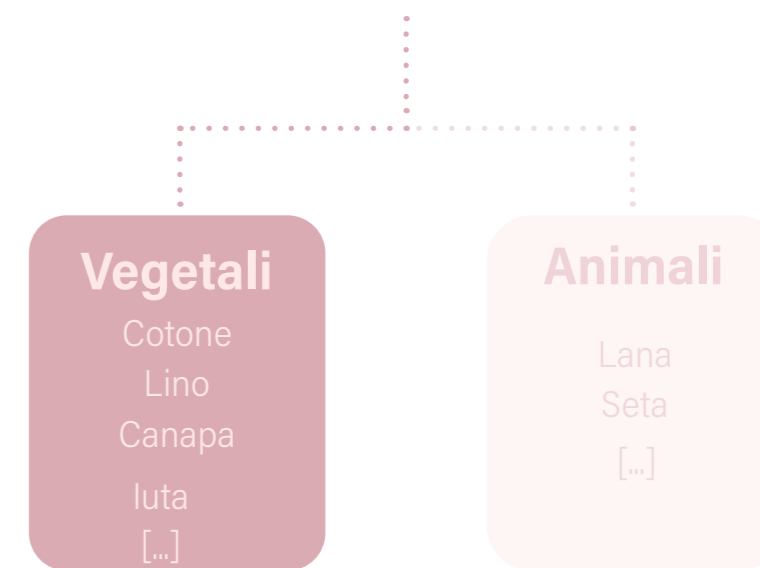 Vegetali
Cotone
Lino
Canapa
Iuta
[...]
Animali
Lana
Seta
[...]